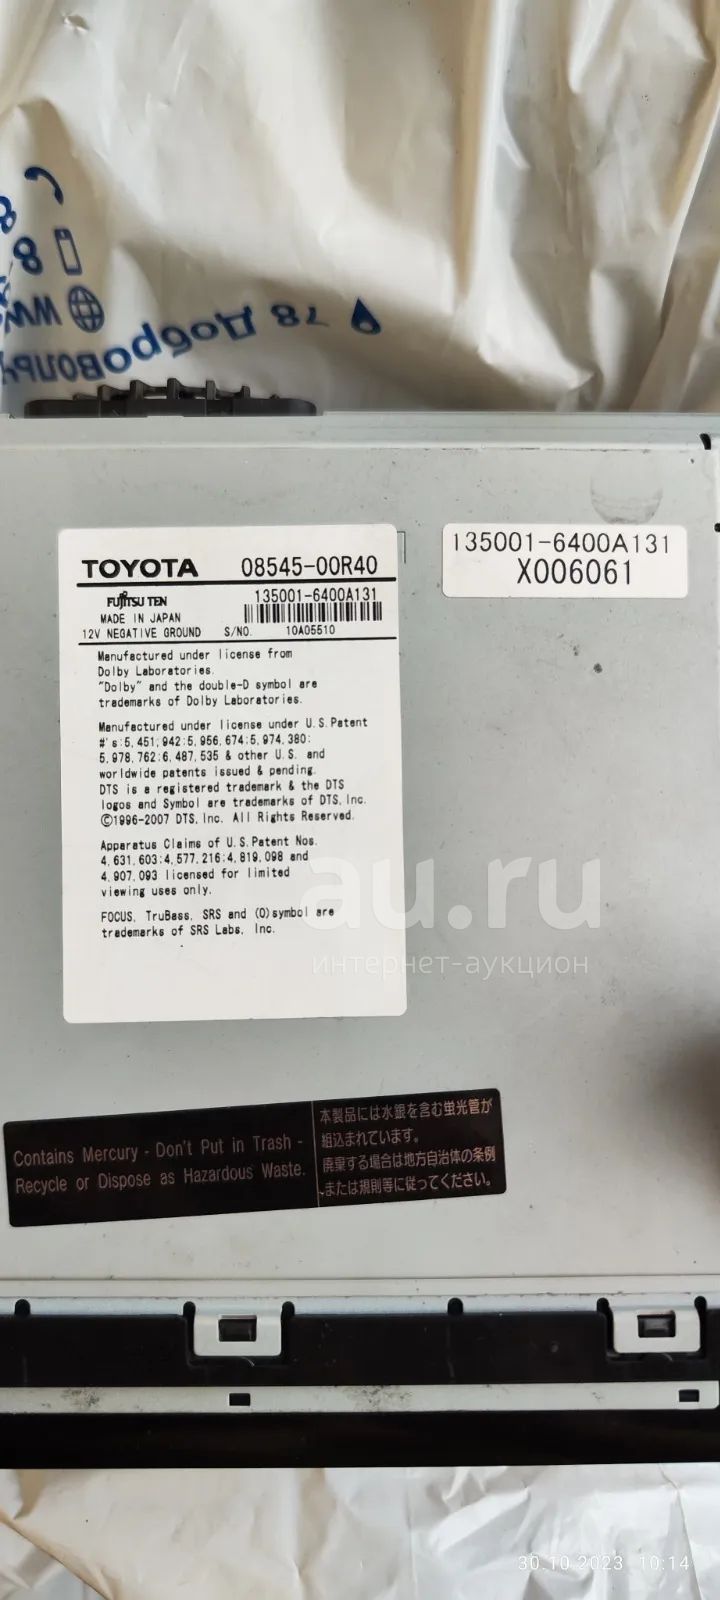 78 Добровольч
TOYOTA 08545-00R40
FUJITSU TEN 135001-6400A131
MADE IN JAPAN
12V NEGATIVE GROUND S/NO. 10A05510
Manufactured under license from
Dolby Laboratories.
"Dolby" and the double-D symbol are
trademarks of Dolby Laboratories.
Manufactured under license under U.S.Patent
#'s:5,451,942:5,956,674:5,974,380:
5,978,762:6,487,535 & other U.S. and
worldwide patents issued & pending.
DTS is a registered trademark & the DTS
logos and Symbol are trademarks of DTS,Inc.
©1996-2007 DTS,Inc. All Rights Reserved.
Apparatus Claims of U.S.Patent Nos.
4,631,603:4,577,216:4,819,098 and
4,907,093 licensed for limited
viewing uses only.
FOCUS, TruBass, SRS and (O)symbol are
trademarks of SRS Labs, Inc.
135001-6400A131
X006061
au.ru
интернет-аукцион
Contains Mercury - Don't Put in Trash -
Recycle or Dispose as Hazardous Waste.
本製品には水銀を含む蛍光管が
組込まれています。
廃棄する場合は地方自治体の条例
または規則等に従ってください。
30.10.2023 10:14